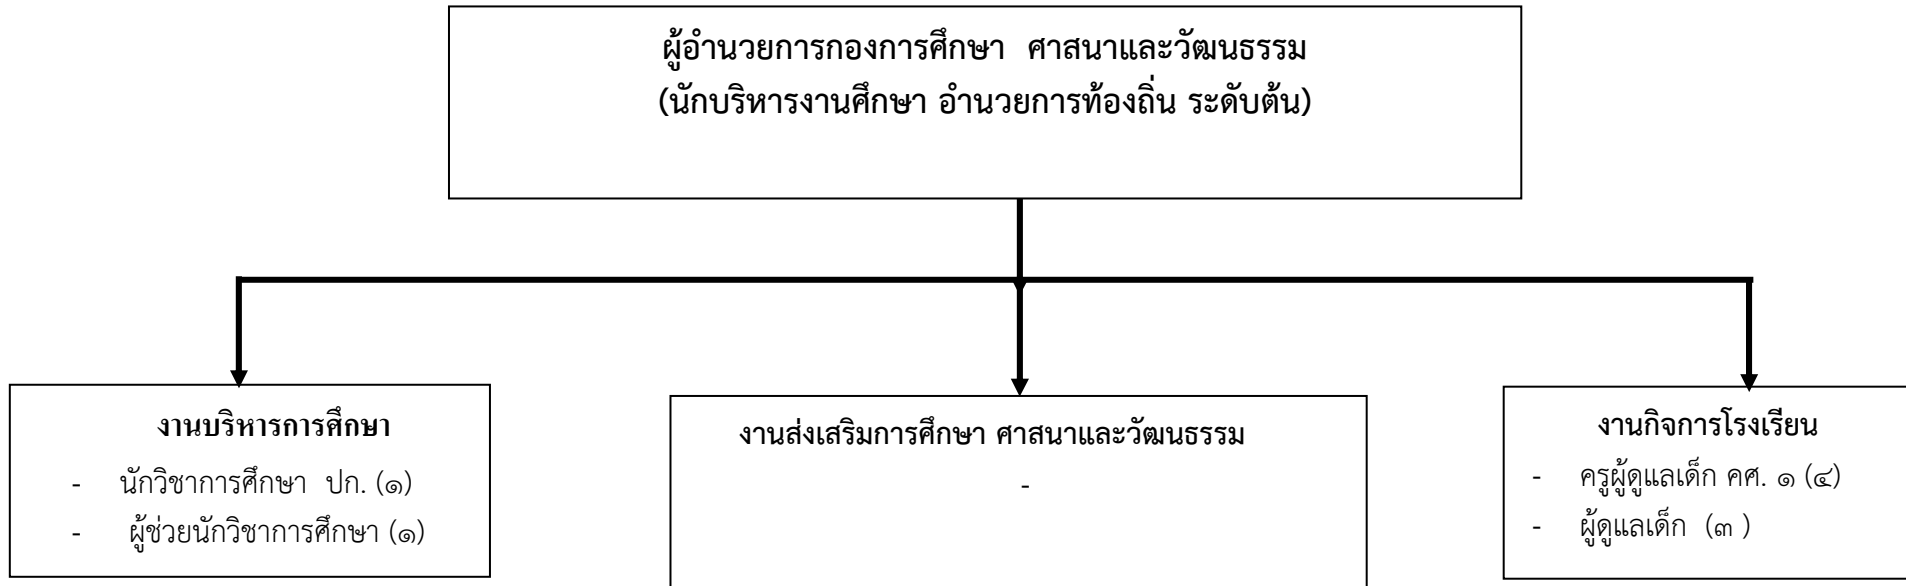 ผู้อำนวยการกองการศึกษา  ศาสนาและวัฒนธรรม
(นักบริหารงานศึกษา อำนวยการท้องถิ่น ระดับต้น)
งานบริหารการศึกษา
- นักวิชาการศึกษา  ปก. (๑)
- ผู้ช่วยนักวิชาการศึกษา (๑)
งานส่งเสริมการศึกษา ศาสนาและวัฒนธรรม
-
งานกิจการโรงเรียน
- ครูผู้ดูแลเด็ก คศ. ๑ (๔)
- ผู้ดูแลเด็ก  (๓ )